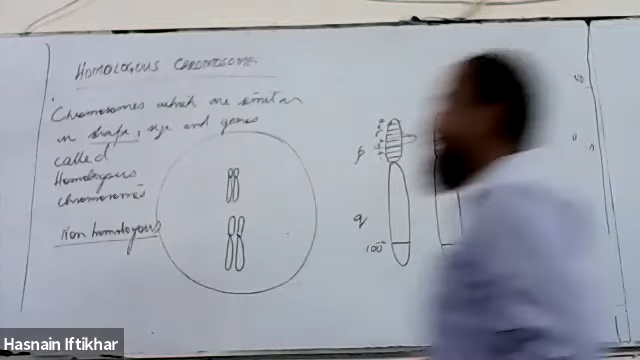 HOMOLOGOUS CHROMOSOME
Chromosomes which are similar
in shape, size and genes
called
Homologous
chromosomes
Non homologous
p
q
100
Hasnain Iftikhar